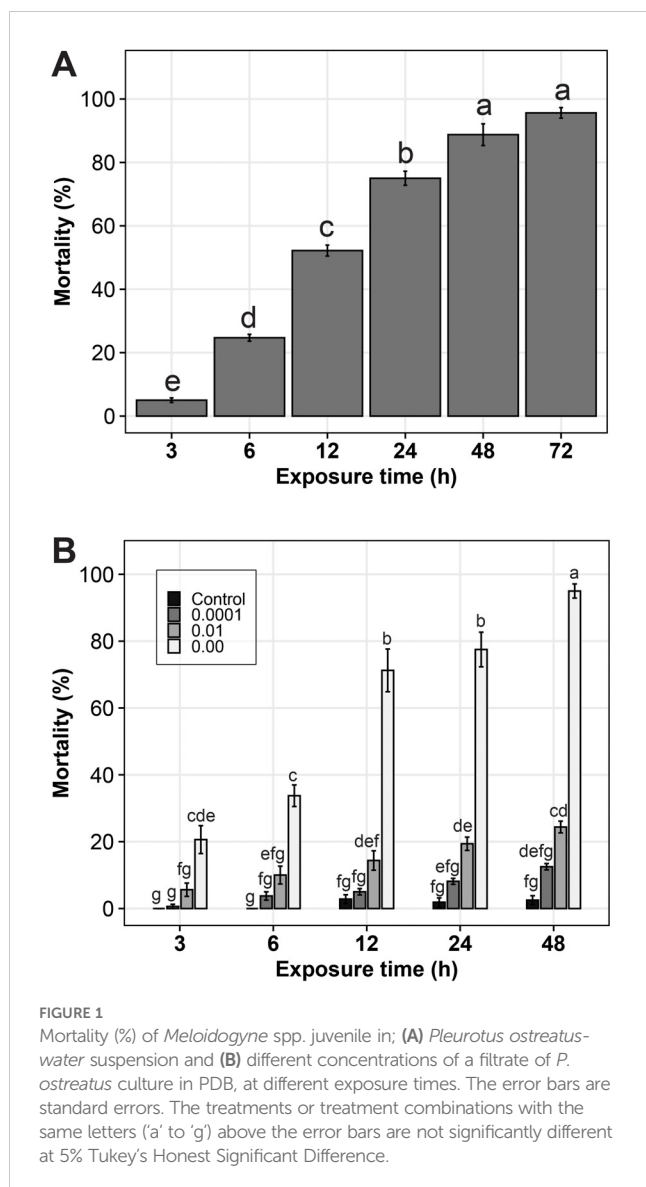 A
a
a
b
c
d
e
100
80
60
40
20
0
Mortality (%)
3 6 12 24 48 72
Exposure time (h)
B
Control
0.0001
0.01
0.00
100
80
60
40
20
0
Mortality (%)
g g fg cde
g fg efg c
fg fg def b
fg efg de b
fg defg cd a
3 6 12 24 48
Exposure time (h)
FIGURE 1
Mortality (%) of Meloidogyne spp. juvenile in; (A) Pleurotus ostreatus-
water suspension and (B) different concentrations of a filtrate of P.
ostreatus culture in PDB, at different exposure times. The error bars are
standard errors. The treatments or treatment combinations with the
same letters (‘a’ to ‘g’) above the error bars are not significantly different
at 5% Tukey’s Honest Significant Difference.